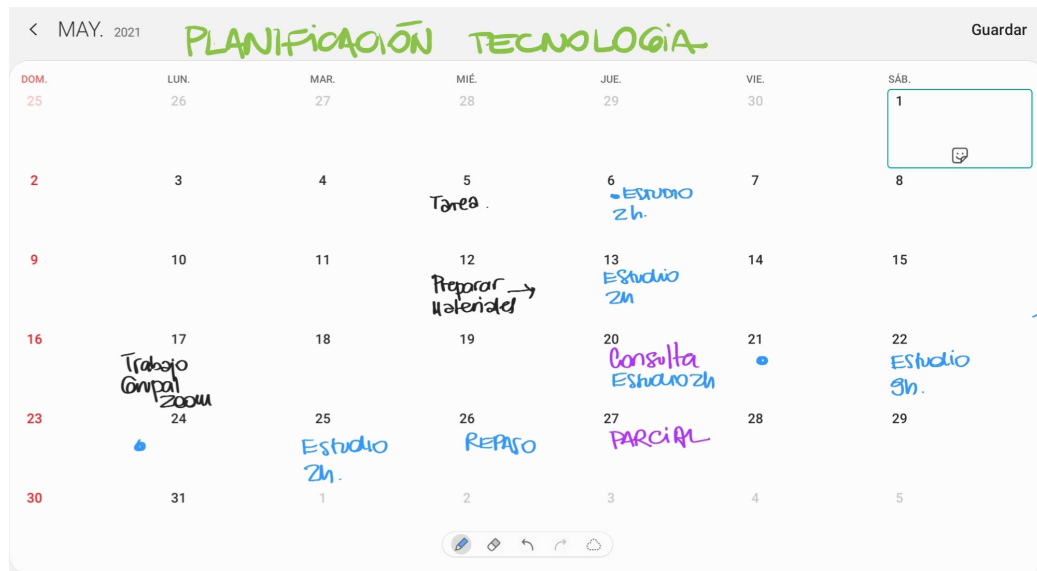 < MAY. 2021 PLANIFICACIÓN TECNOLOGIA Guardar
DOM. LUN. MAR. MIÉ. JUE. VIE. SÁB.
25 26 27 28 29 30 1
2 3 4 5 6 7 8
Tarea. • ESTUDIO
2h.
9 10 11 12 13 14 15
Preparar → Estudio
Materiales 2h
16 17 18 19 20 21 22
Trabajo Consulta Estudio
Grupal Estudio 2h 9h.
zoom
23 24 25 26 27 28 29
Estudio REPASO PARCIAL
2h.
30 31 1 2 3 4 5